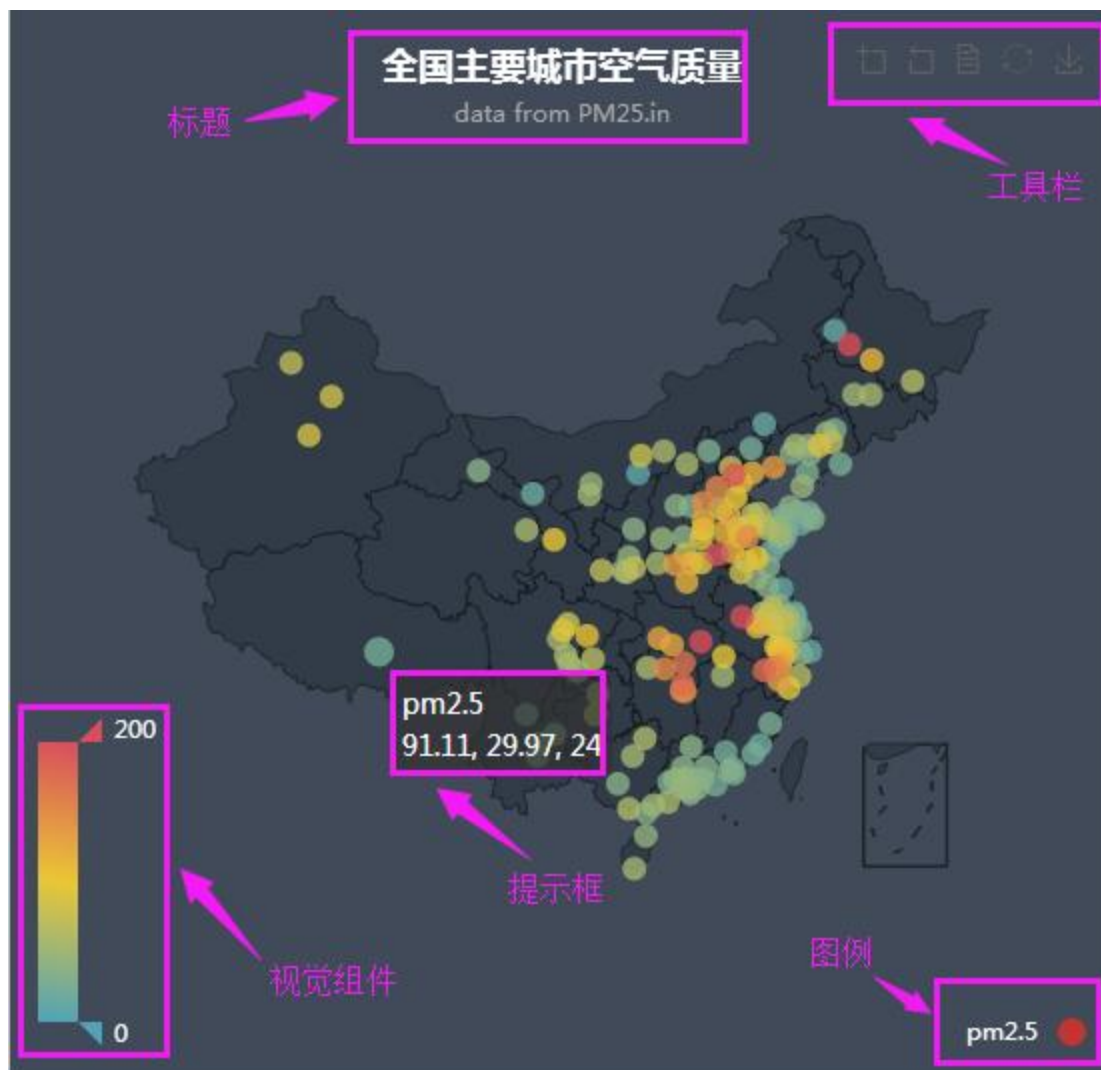 全国主要城市空气质量
data from PM25.in
标题
工具栏
pm2.5
91.11, 29.97, 24
提示框
200
0
视觉组件
图例
pm2.5